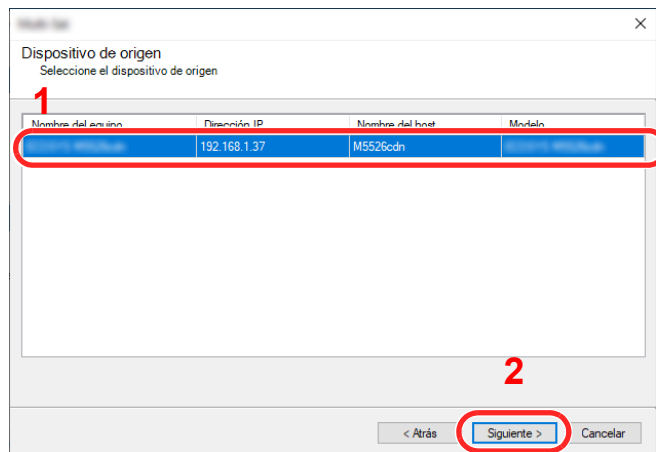 Dispositivo de origen
Seleccione el dispositivo de origen
1
Nombre del equipo Dirección IP Nombre del host Modelo
192.168.1.37 M5526cdn
2
< Atrás Siguiente > Cancelar